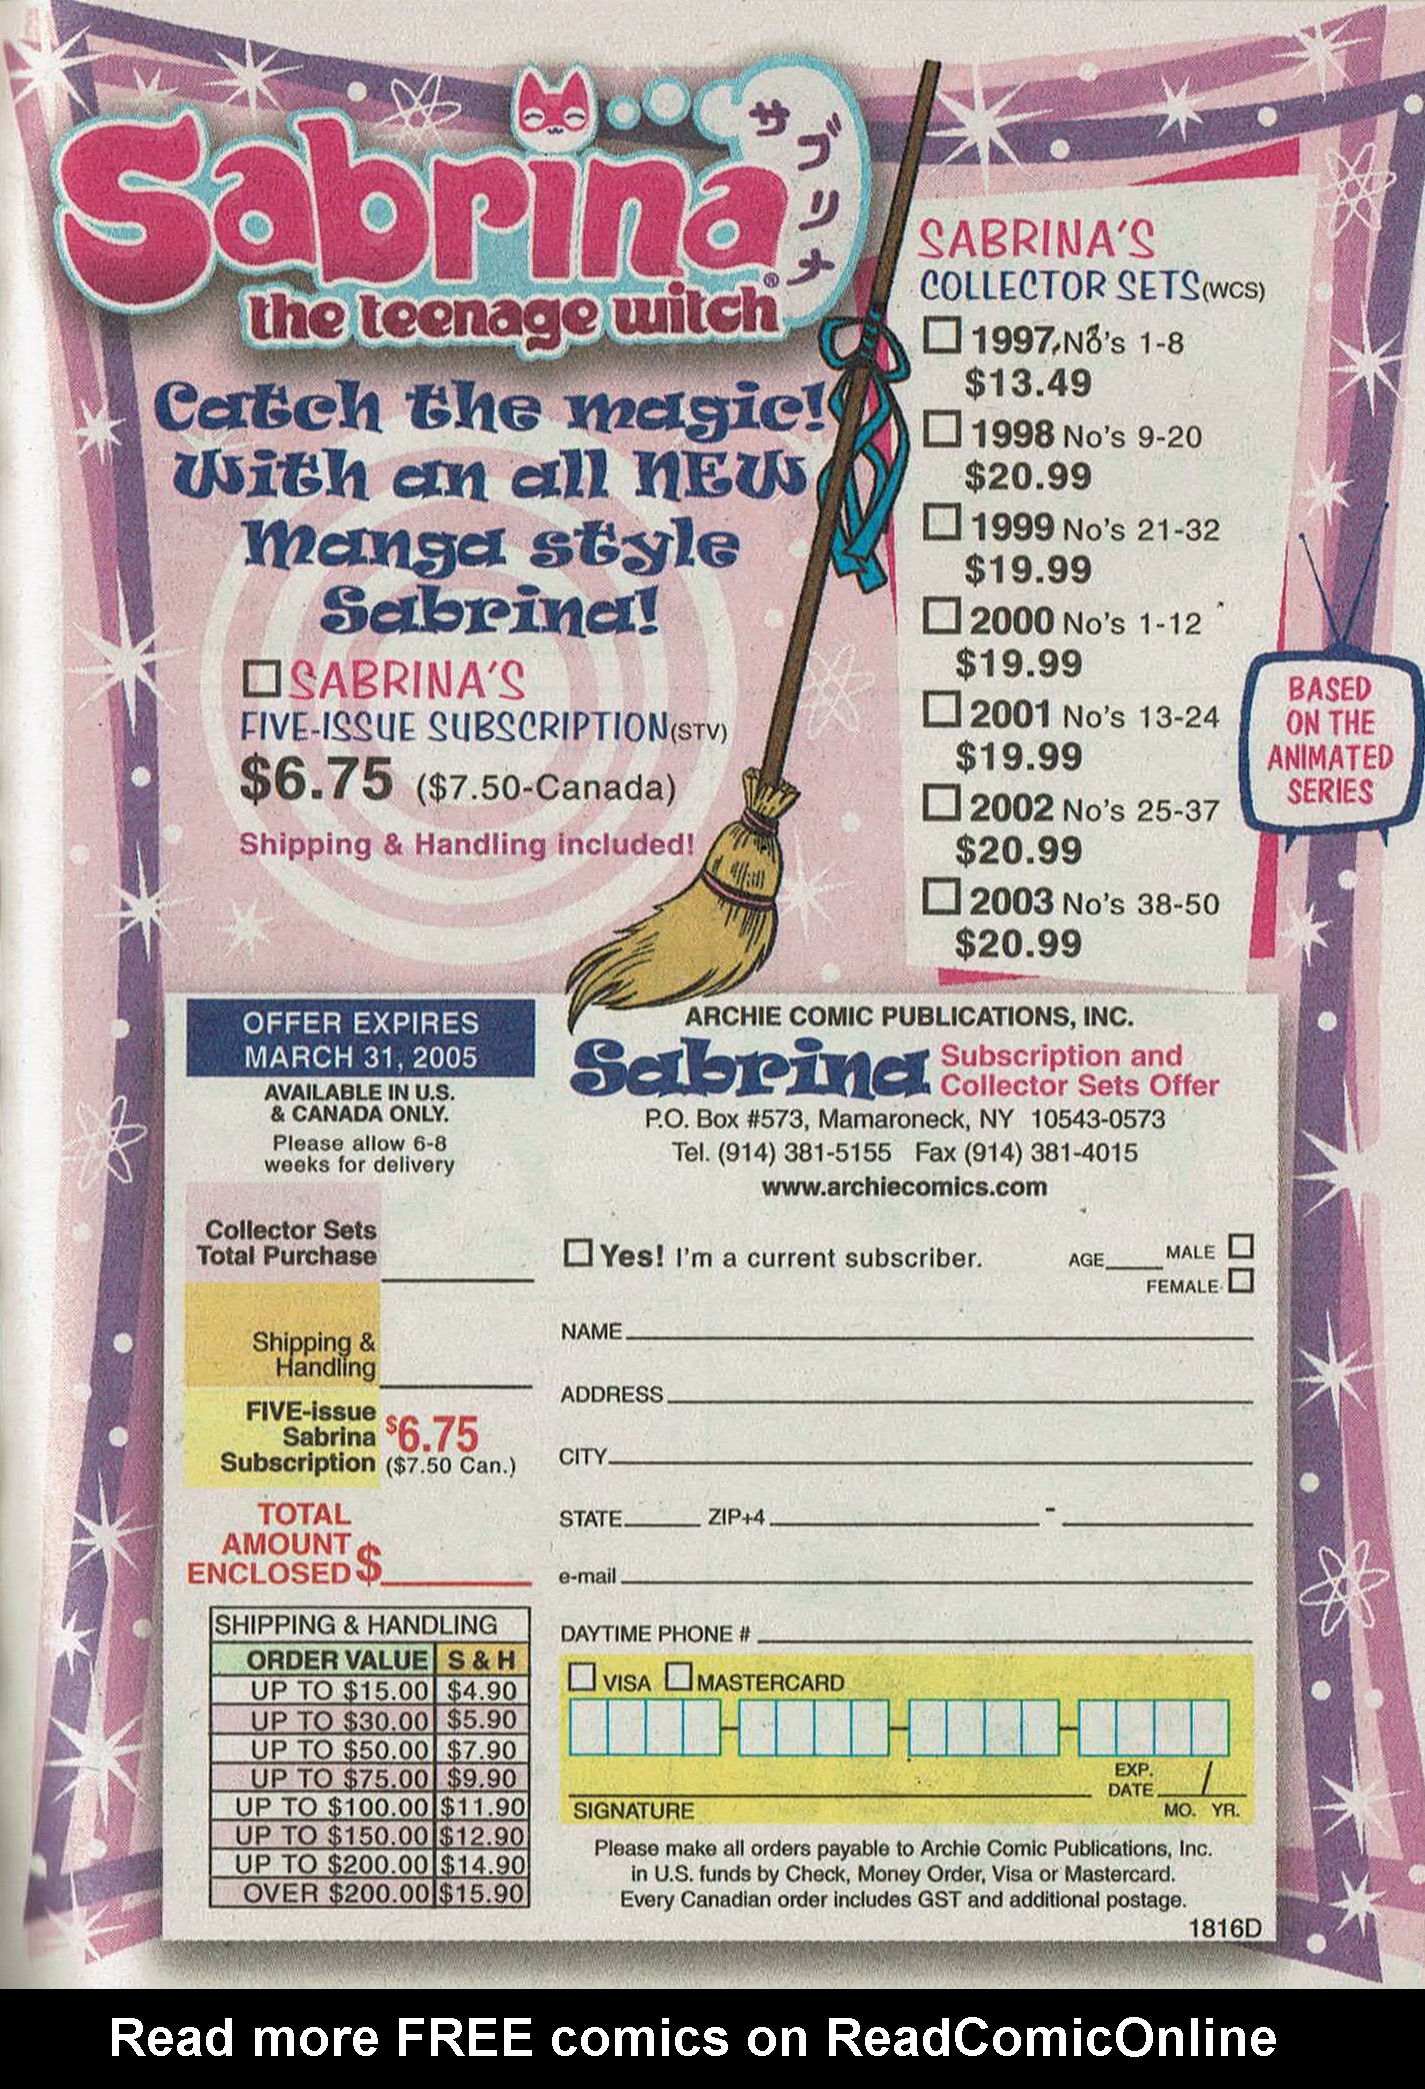 Sabrina
サブリナ
the teenage witch®
Catch the magic!
With an all NEW
Manga style
Sabrina!
SABRINA'S
FIVE-ISSUE SUBSCRIPTION(STV)
$6.75 ($7.50-Canada)
Shipping & Handling included!
SABRINA'S
COLLECTOR SETS(WCS)
1997, No's 1-8
$13.49
1998 No's 9-20
$20.99
1999 No's 21-32
$19.99
2000 No's 1-12
$19.99
2001 No's 13-24
$19.99
2002 No's 25-37
$20.99
2003 No's 38-50
$20.99
BASED
ON THE
ANIMATED
SERIES
OFFER EXPIRES
MARCH 31, 2005
AVAILABLE IN U.S.
& CANADA ONLY.
Please allow 6-8
weeks for delivery
Collector Sets
Total Purchase
Shipping &
Handling
FIVE-issue
Sabrina
Subscription
$6.75
($7.50 Can.)
TOTAL
AMOUNT
ENCLOSED $
SHIPPING & HANDLING
ORDER VALUE S & H
UP TO $15.00 $4.90
UP TO $30.00 $5.90
UP TO $50.00 $7.90
UP TO $75.00 $9.90
UP TO $100.00 $11.90
UP TO $150.00 $12.90
UP TO $200.00 $14.90
OVER $200.00 $15.90
ARCHIE COMIC PUBLICATIONS, INC.
Sabrina Subscription and
Collector Sets Offer
P.O. Box #573, Mamaroneck, NY 10543-0573
Tel. (914) 381-5155 Fax (914) 381-4015
www.archiecomics.com
Yes! I'm a current subscriber. AGE____ MALE
FEMALE
NAME
ADDRESS
CITY
STATE ZIP+4 -
e-mail
DAYTIME PHONE #
VISA MASTERCARD
EXP.
DATE /
SIGNATURE MO. YR.
Please make all orders payable to Archie Comic Publications, Inc.
in U.S. funds by Check, Money Order, Visa or Mastercard.
Every Canadian order includes GST and additional postage.
1816D
Read more FREE comics on ReadComicOnline